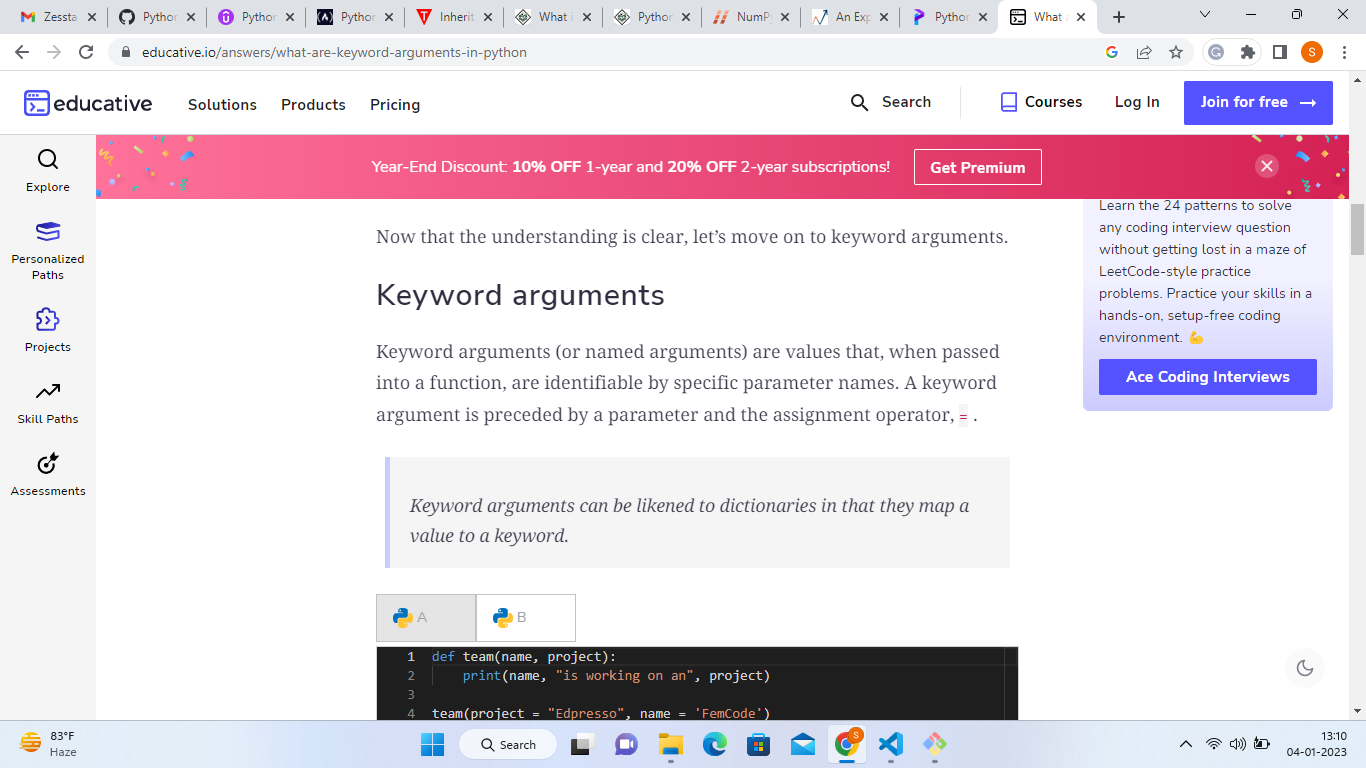 Zessta
Python
Python
Python
Inherit
What i
Python
NumPy
An Exp
Python
What a
educative.io/answers/what-are-keyword-arguments-in-python
S
educative
Solutions
Products
Pricing
Search
Courses
Log In
Join for free →
Year-End Discount: 10% OFF 1-year and 20% OFF 2-year subscriptions!
Get Premium
Explore
Personalized
Paths
Projects
Skill Paths
Assessments
Now that the understanding is clear, let’s move on to keyword arguments.
Keyword arguments
Keyword arguments (or named arguments) are values that, when passed
into a function, are identifiable by specific parameter names. A keyword
argument is preceded by a parameter and the assignment operator, = .
Keyword arguments can be likened to dictionaries in that they map a
value to a keyword.
A
B
1 def team(name, project):
2 print(name, "is working on an", project)
3
4 team(project = "Edpresso", name = 'FemCode')
Learn the 24 patterns to solve
any coding interview question
without getting lost in a maze of
LeetCode-style practice
problems. Practice your skills in a
hands-on, setup-free coding
environment. 💪
Ace Coding Interviews
83°F
Haze
Search
S
13:10
04-01-2023